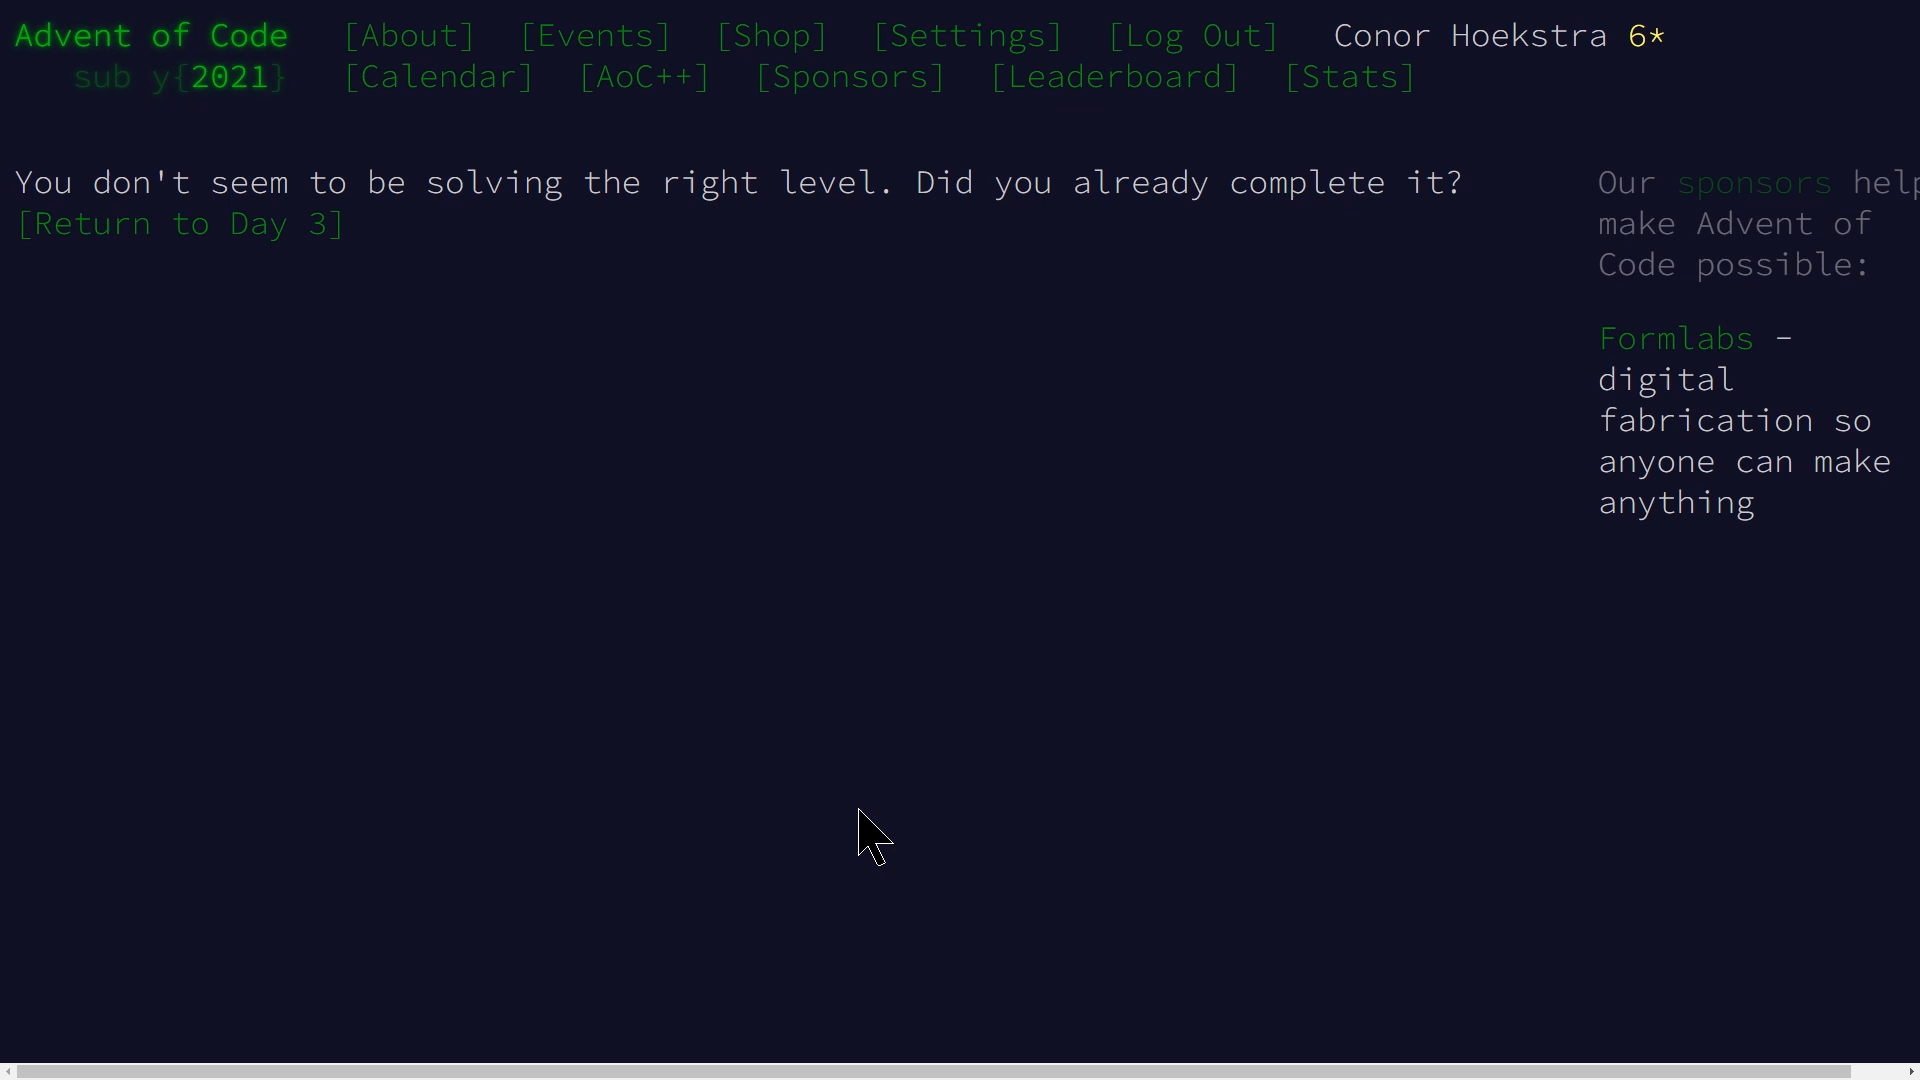 Advent of Code [About] [Events] [Shop] [Settings] [Log Out] Conor Hoekstra 6*
sub y{2021} [Calendar] [AoC++] [Sponsors] [Leaderboard] [Stats]
You don't seem to be solving the right level. Did you already complete it?
[Return to Day 3]
Our sponsors help
make Advent of
Code possible:
Formlabs -
digital
fabrication so
anyone can make
anything